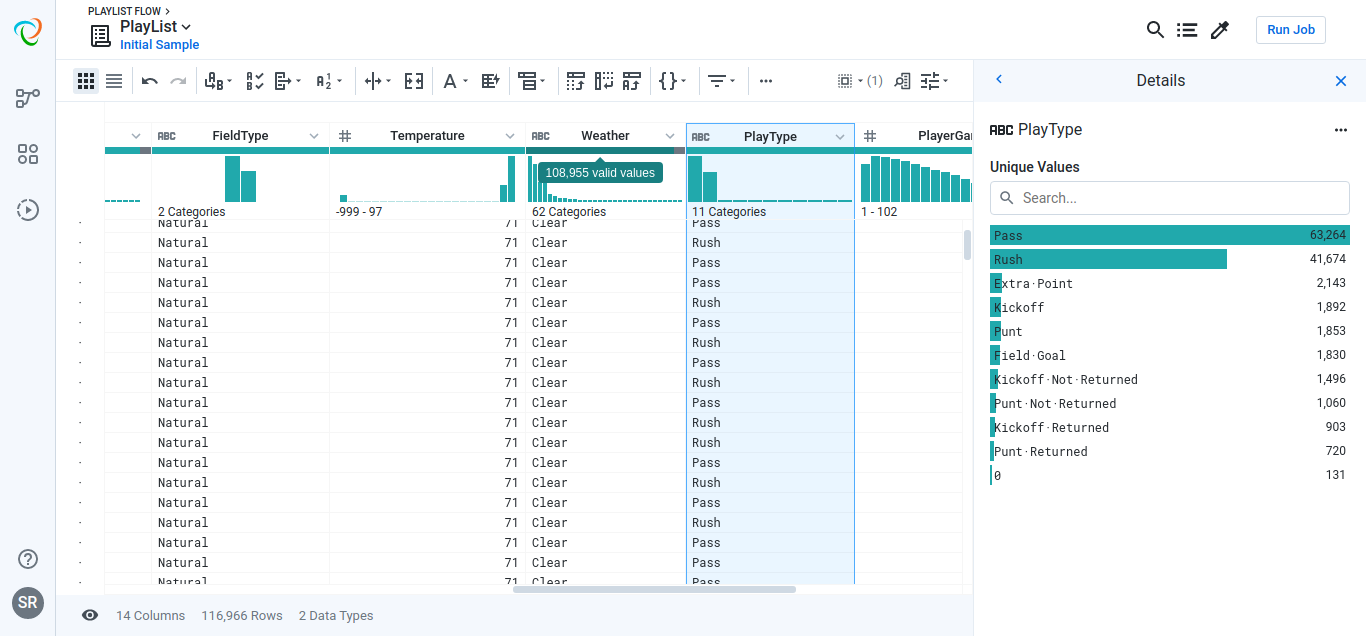 PLAYLIST FLOW
PlayList
Initial Sample
Run Job
(1)
ABC FieldType
# Temperature
ABC Weather
ABC PlayType
# PlayerGa
108,955 valid values
2 Categories
-999 - 97
62 Categories
11 Categories
1 - 102
Natural 71 Clear Pass
Natural 71 Clear Rush
Natural 71 Clear Pass
Natural 71 Clear Pass
Natural 71 Clear Rush
Natural 71 Clear Pass
Natural 71 Clear Rush
Natural 71 Clear Pass
Natural 71 Clear Rush
Natural 71 Clear Pass
Natural 71 Clear Rush
Natural 71 Clear Rush
Natural 71 Clear Pass
Natural 71 Clear Rush
Natural 71 Clear Pass
Natural 71 Clear Rush
Natural 71 Clear Pass
Natural 71 Clear Pass
Natural 71 Clear Pass
14 Columns 116,966 Rows 2 Data Types
SR
Details
ABC PlayType
Unique Values
Search...
Pass 63,264
Rush 41,674
Extra·Point 2,143
Kickoff 1,892
Punt 1,853
Field·Goal 1,830
Kickoff·Not·Returned 1,496
Punt·Not·Returned 1,060
Kickoff·Returned 903
Punt·Returned 720
0 131